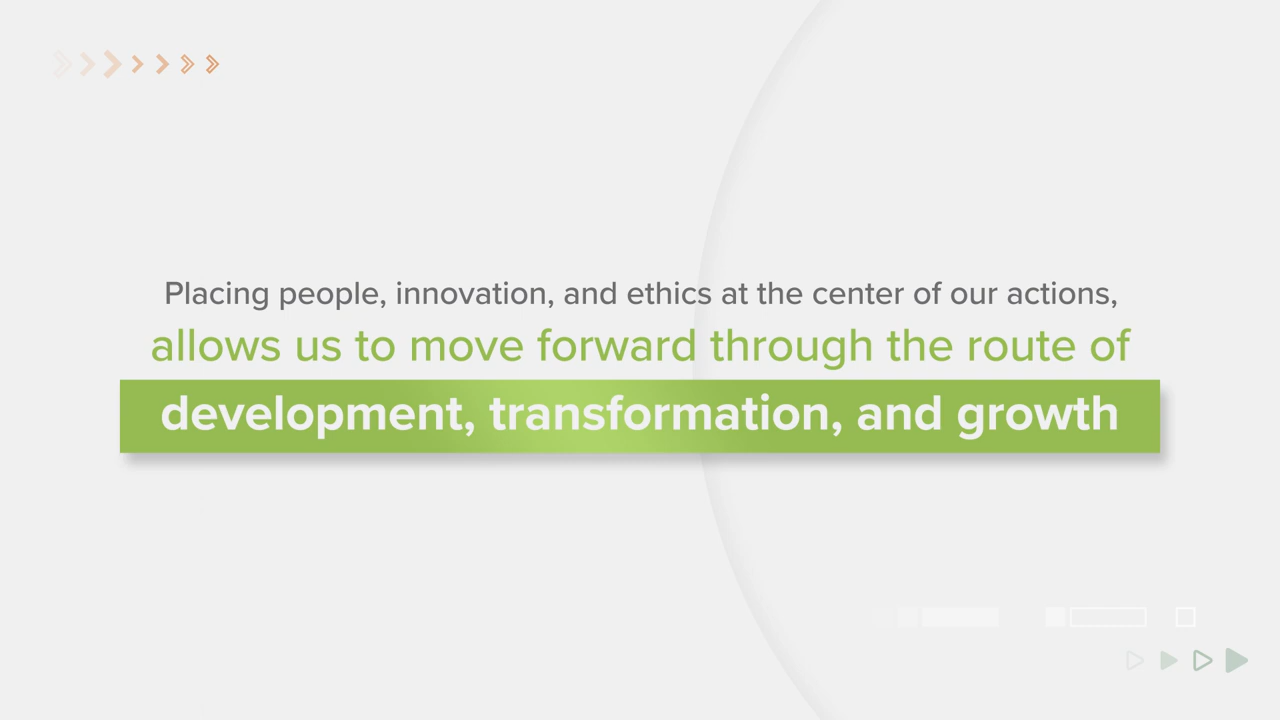 Placing people, innovation, and ethics at the center of our actions,
allows us to move forward through the route of
development, transformation, and growth